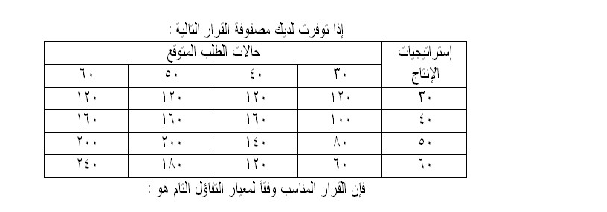 إذا توفرت لديك مصفوفة القرار التالية :
إستراتيجيات الإنتاج حالات الطلب المتوقع
٣٠ ٤٠ ٥٠ ٦٠
٣٠ ١٢٠ ١٢٠ ١٢٠ ١٢٠
٤٠ ١٠٠ ١٦٠ ١٦٠ ١٦٠
٥٠ ٨٠ ١٤٠ ٢٠٠ ٢٠٠
٦٠ ٦٠ ١٢٠ ١٨٠ ٢٤٠
فإن القرار المناسب وفقاً لمعيار التفاؤل التام هو :